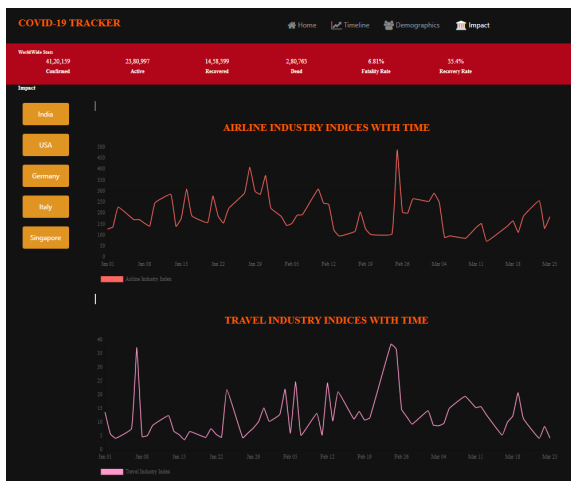 COVID-19 TRACKER
Home Timeline Demographics Impact
WorldWide Stats
41,20,159 23,80,997 14,58,399 2,80,763 6.81% 35.4%
Confirmed Active Recovered Dead Fatality Rate Recovery Rate
Impact
India
USA
Germany
Italy
Singapore
AIRLINE INDUSTRY INDICES WITH TIME
500
450
400
350
300
250
200
150
100
50
0
Jan 01 Jan 08 Jan 15 Jan 22 Jan 29 Feb 05 Feb 12 Feb 19 Feb 26 Mar 04 Mar 11 Mar 18 Mar 25
Airline Industry Index
TRAVEL INDUSTRY INDICES WITH TIME
40
35
30
25
20
15
10
5
0
Jan 01 Jan 08 Jan 15 Jan 22 Jan 29 Feb 05 Feb 12 Feb 19 Feb 26 Mar 04 Mar 11 Mar 18 Mar 25
Travel Industry Index